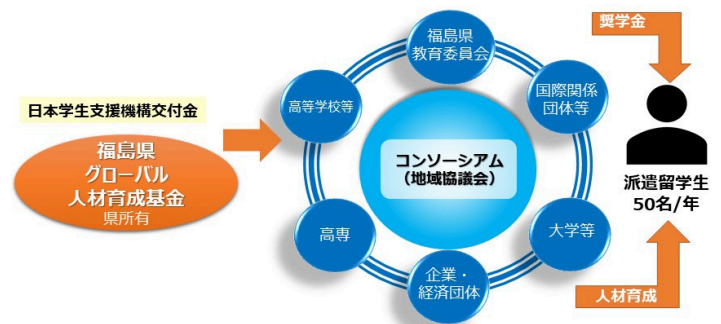 日本学生支援機構交付金
福島県
グローバル
人材育成基金
県所有
福島県
教育委員会
高等学校等
国際関係
団体等
コンソーシアム
（地域協議会）
高専
大学等
企業・
経済団体
奨学金
派遣留学生
50名/年
人材育成